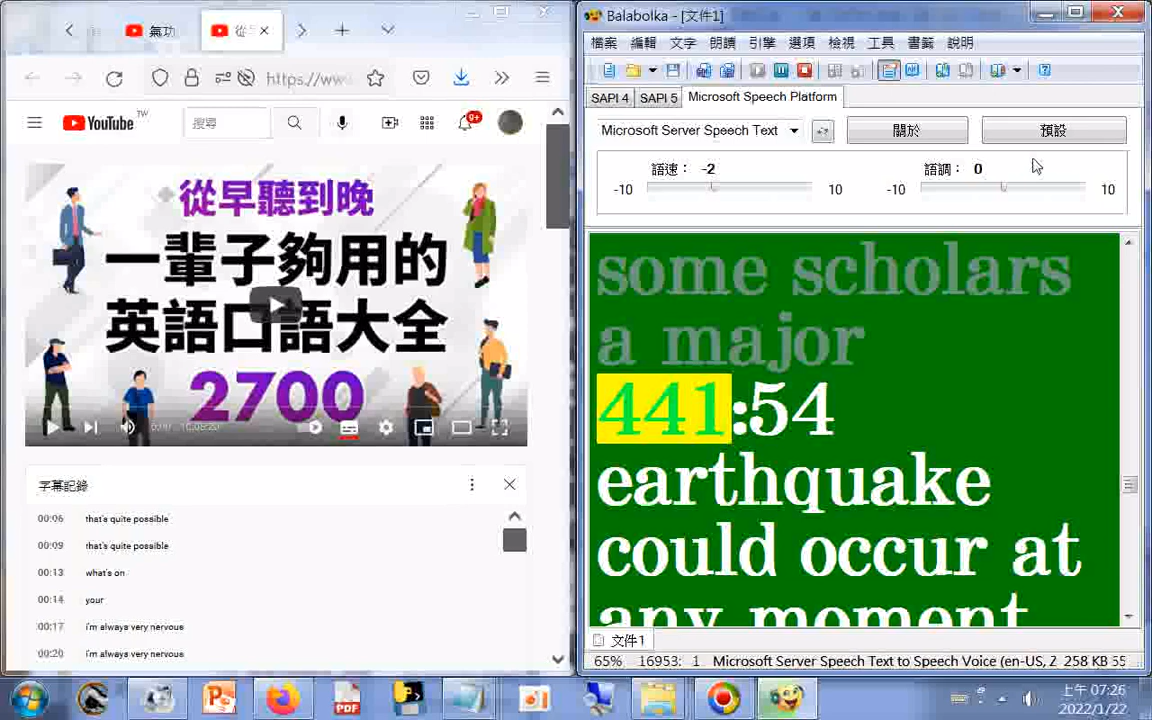 氣功
從
https://www
YouTube TW
搜尋
9+
從早聽到晚
一輩子夠用的
英語口語大全
2700
字幕記錄
00:06 that's quite possible
00:09 that's quite possible
00:13 what's on
00:14 your
00:17 i'm always very nervous
00:20 i'm always very nervous
Balabolka - [文件1]
檔案 編輯 文字 朗讀 引擎 選項 檢視 工具 書籤 說明
SAPI 4 SAPI 5 Microsoft Speech Platform
Microsoft Server Speech Text
關於
預設
語速： -2
語調： 0
-10 10 -10 10
some scholars
a major
441:54
earthquake
could occur at
any moment
文件1
65% 16953: 1 Microsoft Server Speech Text to Speech Voice (en-US, Z 258 KB 55
PDF
上午 07:26
2022/1/22